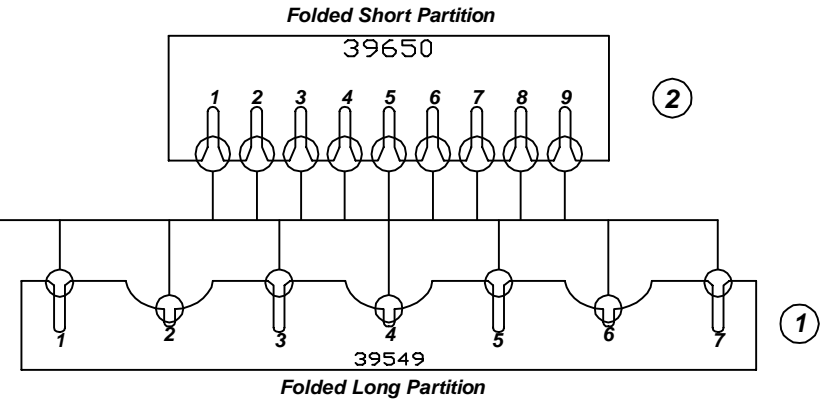 Folded Short Partition
39650
1 2 3 4 5 6 7 8 9
2
1 2 3 4 5 6 7
1
39549
Folded Long Partition